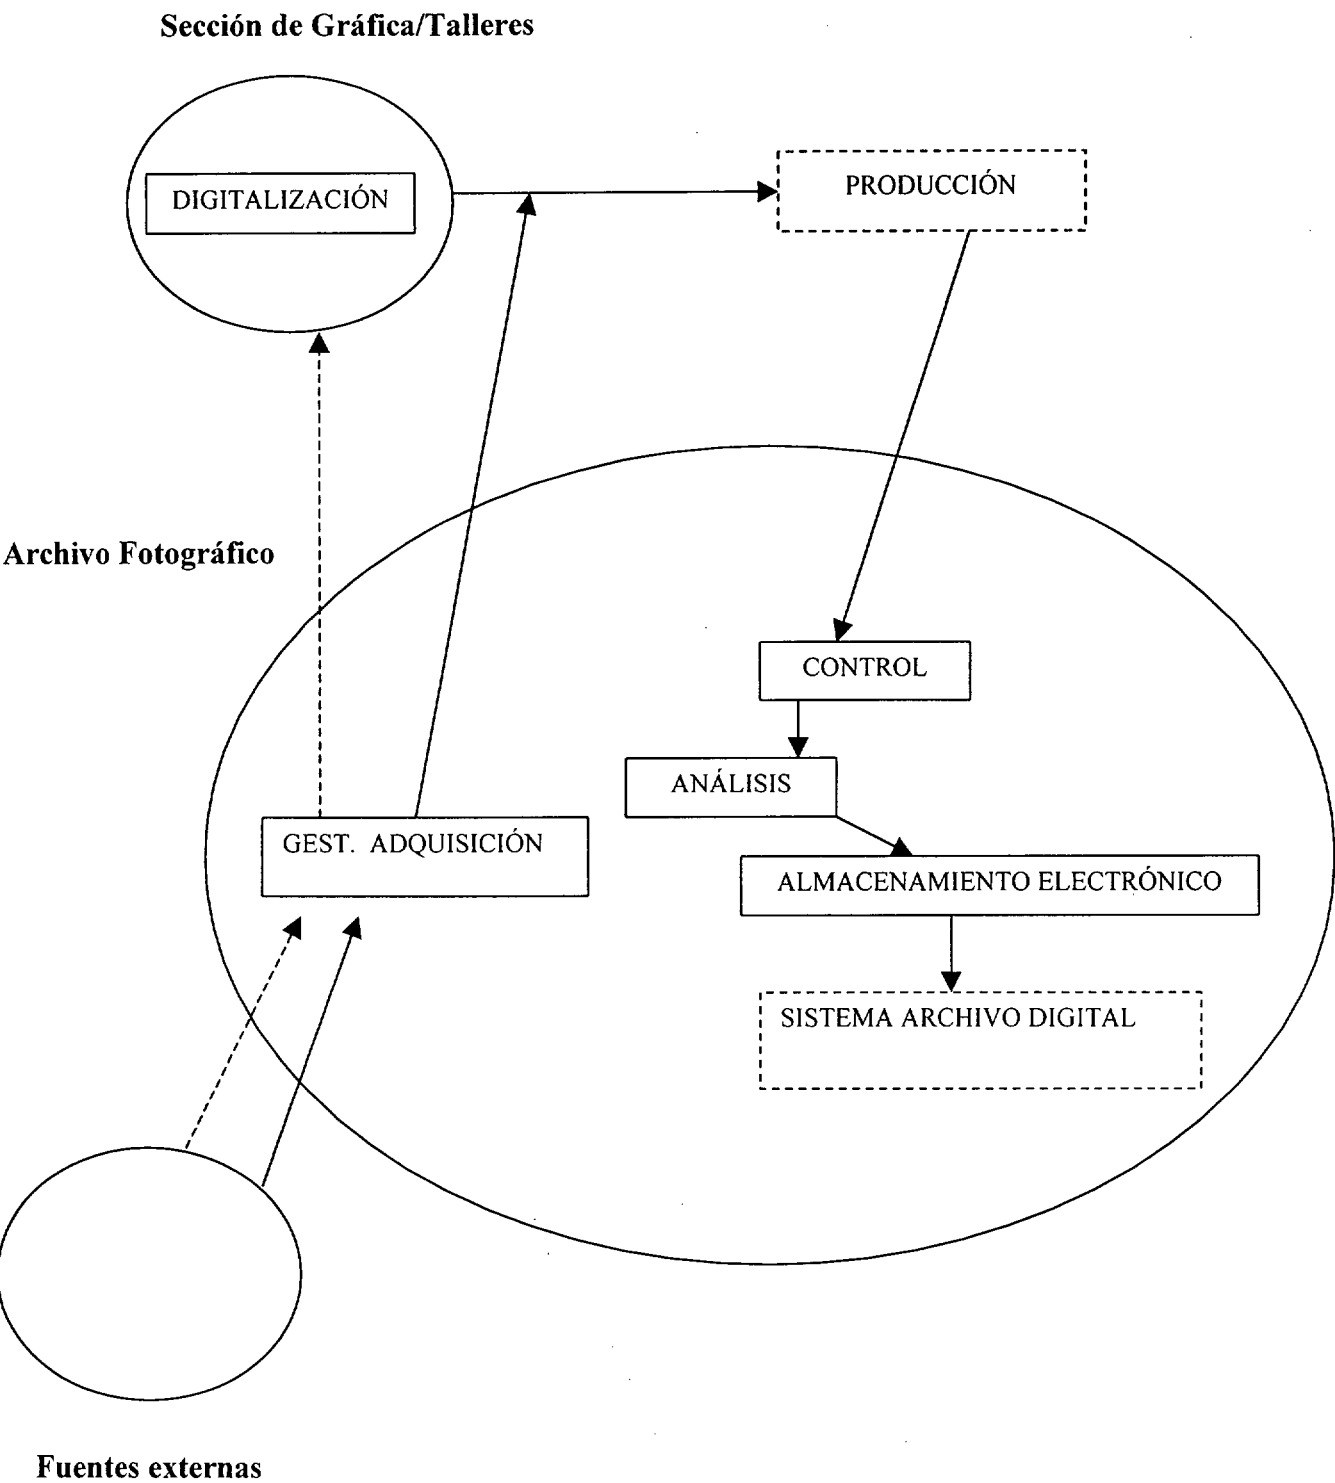 Sección de Gráfica/Talleres
DIGITALIZACIÓN
PRODUCCIÓN
Archivo Fotográfico
CONTROL
ANÁLISIS
GEST. ADQUISICIÓN
ALMACENAMIENTO ELECTRÓNICO
SISTEMA ARCHIVO DIGITAL
Fuentes externas